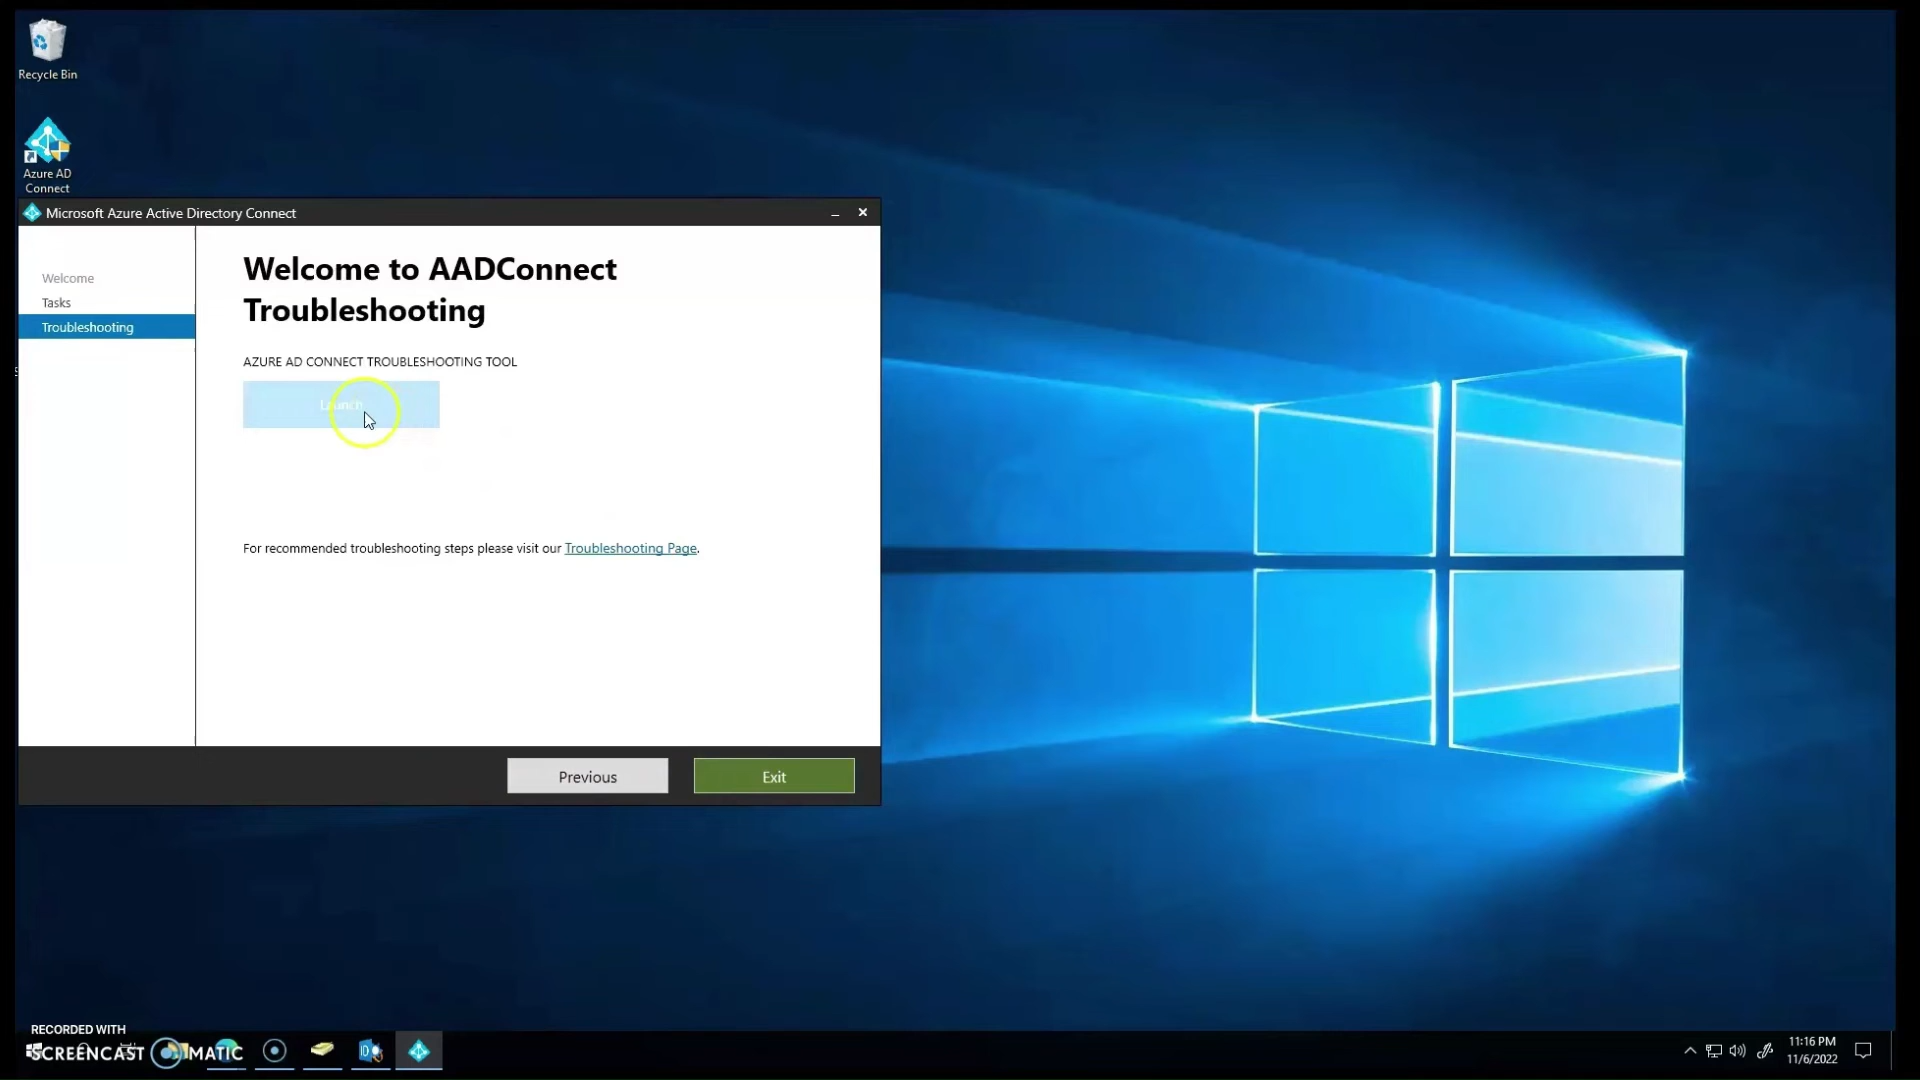 Recycle Bin
Azure AD
Connect
Microsoft Azure Active Directory Connect
Welcome
Tasks
Troubleshooting
Welcome to AADConnect
Troubleshooting
AZURE AD CONNECT TROUBLESHOOTING TOOL
Launch
For recommended troubleshooting steps please visit our Troubleshooting Page.
Previous
Exit
RECORDED WITH
SCREENCAST MATIC
11:16 PM
11/6/2022